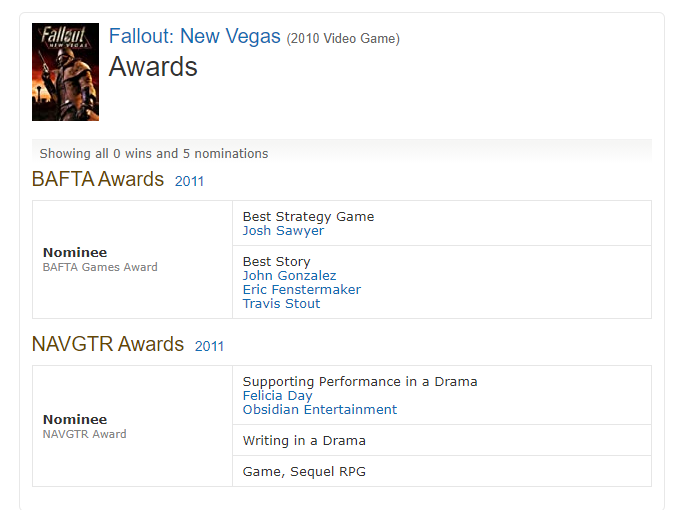 Fallout
NEW VEGAS
Fallout: New Vegas (2010 Video Game)
Awards
Showing all 0 wins and 5 nominations
BAFTA Awards 2011
Nominee
BAFTA Games Award
Best Strategy Game
Josh Sawyer
Best Story
John Gonzalez
Eric Fenstermaker
Travis Stout
NAVGTR Awards 2011
Nominee
NAVGTR Award
Supporting Performance in a Drama
Felicia Day
Obsidian Entertainment
Writing in a Drama
Game, Sequel RPG